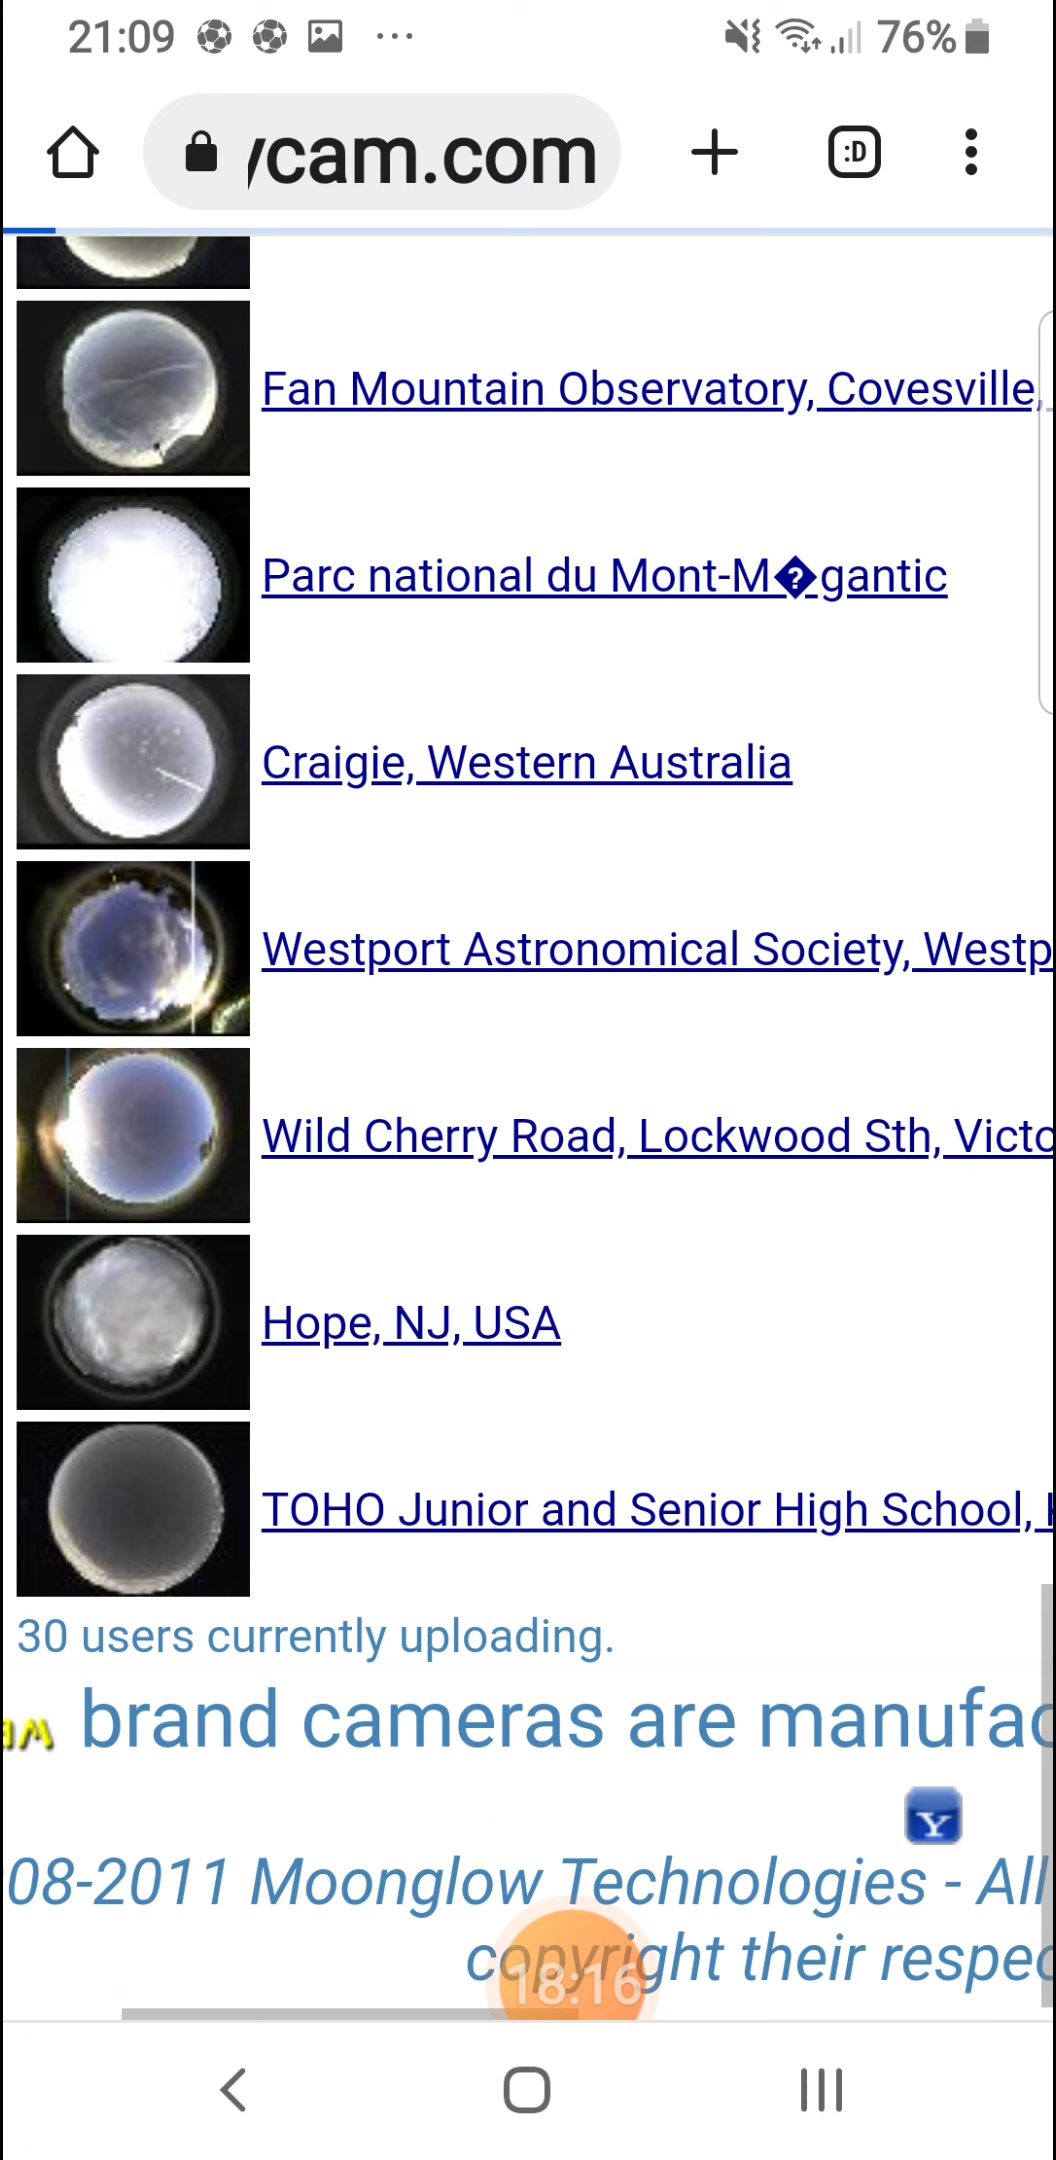 21:09
76%
ycam.com
:D
Fan Mountain Observatory, Covesville,
Parc national du Mont-M�gantic
Craigie, Western Australia
Westport Astronomical Society, Westp
Wild Cherry Road, Lockwood Sth, Victo
Hope, NJ, USA
TOHO Junior and Senior High School,
30 users currently uploading.
brand cameras are manufac
Y
08-2011 Moonglow Technologies - All
copyright their respec
18:16